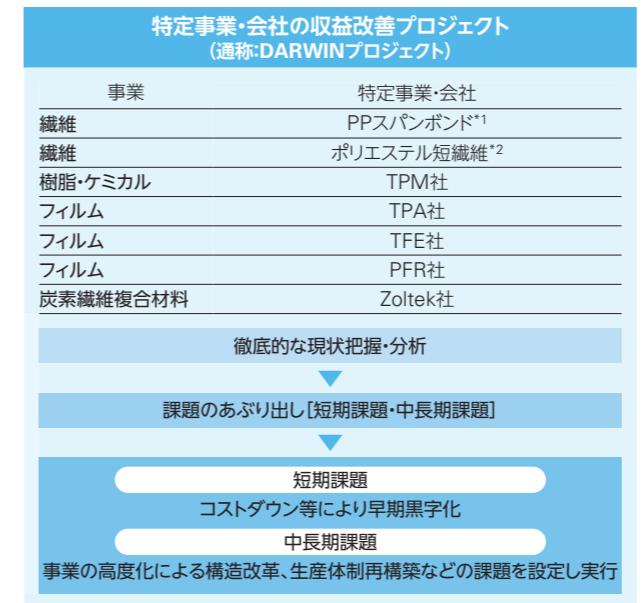 特定事業・会社の収益改善プロジェクト
（通称：DARWINプロジェクト）
事業 特定事業・会社
繊維 PPスパンボンド*1
繊維 ポリエステル短繊維*2
樹脂・ケミカル TPM社
フィルム TPA社
フィルム TFE社
フィルム PFR社
炭素繊維複合材料 Zoltek社
徹底的な現状把握・分析
課題のあぶり出し［短期課題・中長期課題］
短期課題
コストダウン等により早期黒字化
中長期課題
事業の高度化による構造改革、生産体制再構築などの課題を設定し実行